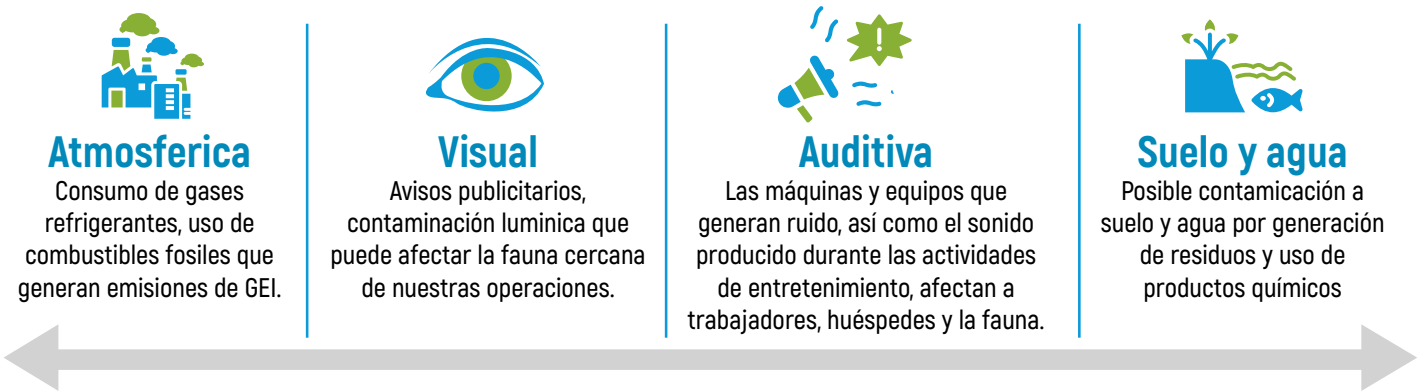 Atmosferica
Consumo de gases
refrigerantes, uso de
combustibles fosiles que
generan emisiones de GEI.
Visual
Avisos publicitarios,
contaminación luminica que
puede afectar la fauna cercana
de nuestras operaciones.
Auditiva
Las máquinas y equipos que
generan ruido, así como el sonido
producido durante las actividades
de entretenimiento, afectan a
trabajadores, huéspedes y la fauna.
Suelo y agua
Posible contamicación a
suelo y agua por generación
de residuos y uso de
productos químicos